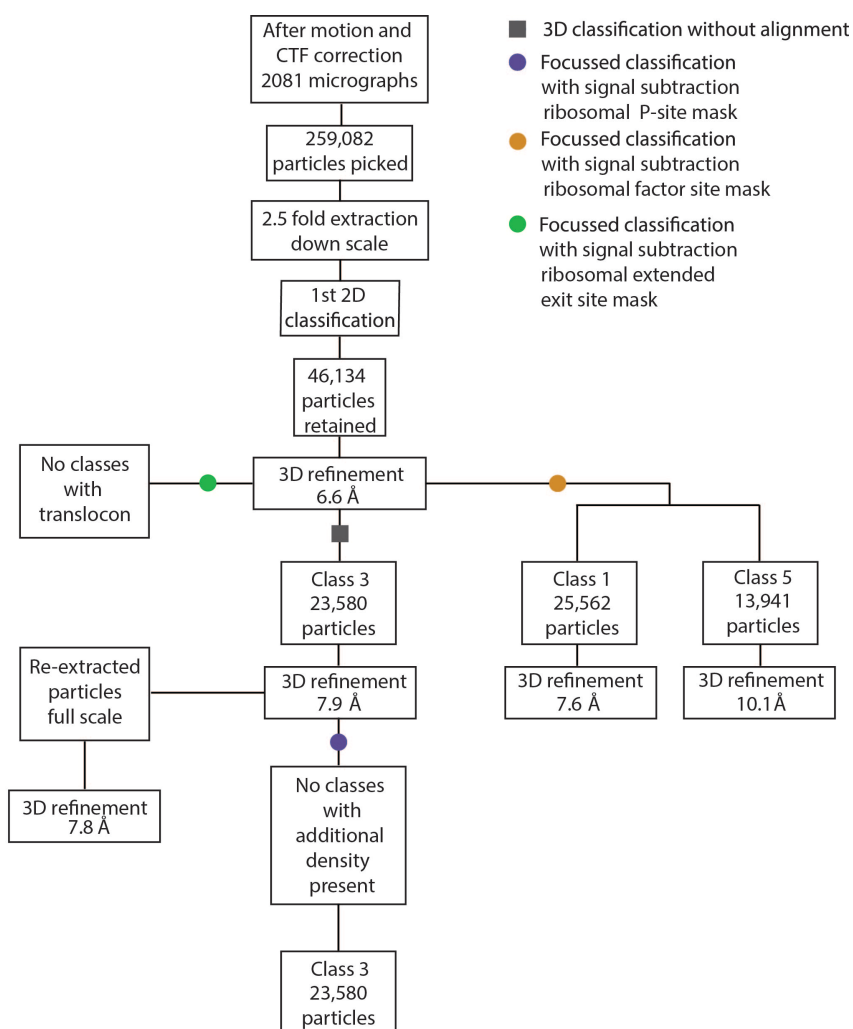 After motion and
CTF correction
2081 micrographs
259,082
particles picked
2.5 fold extraction
down scale
1st 2D
classification
46,134
particles
retained
3D refinement
6.6 Å
No classes
with
translocon
Class 3
23,580
particles
Class 1
25,562
particles
Class 5
13,941
particles
3D refinement
7.9 Å
3D refinement
7.6 Å
3D refinement
10.1Å
Re-extracted
particles
full scale
3D refinement
7.8 Å
No classes
with
additional
density
present
Class 3
23,580
particles
3D classification without alignment
Focussed classification
with signal subtraction
ribosomal P-site mask
Focussed classification
with signal subtraction
ribosomal factor site mask
Focussed classification
with signal subtraction
ribosomal extended
exit site mask